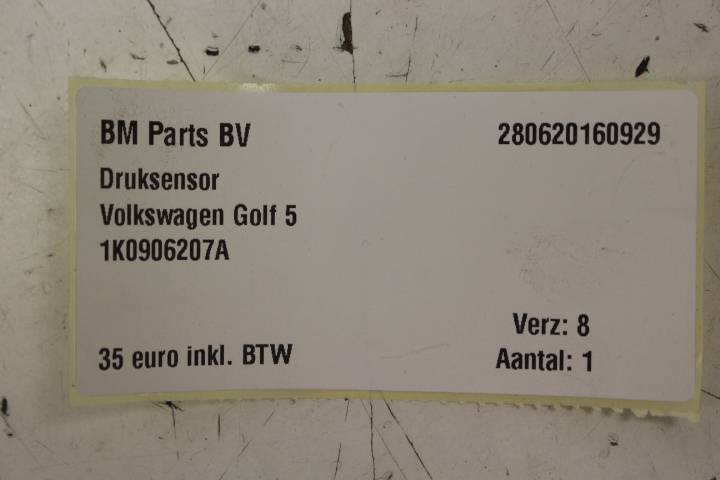 BM Parts BV 280620160929
Druksensor
Volkswagen Golf 5
1K0906207A
Verz: 8
35 euro inkl. BTW Aantal: 1